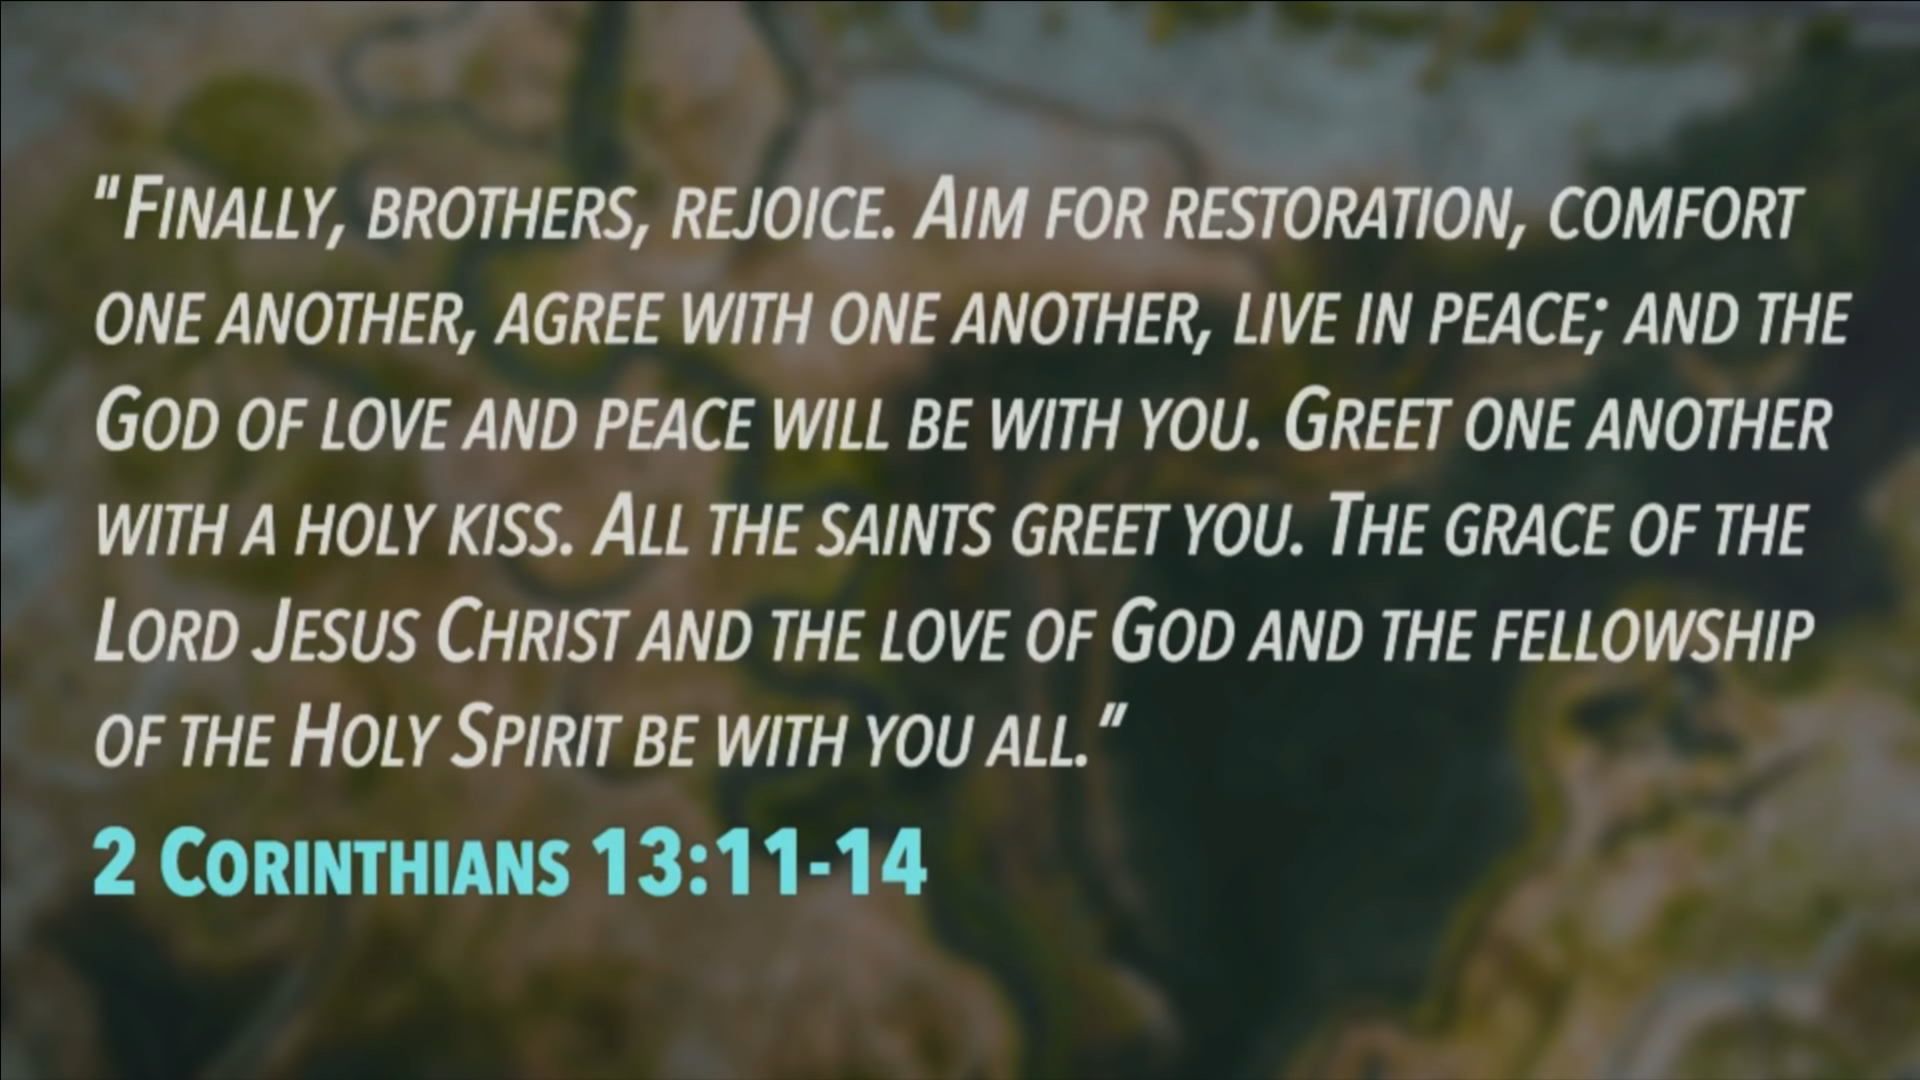 "Finally, brothers, rejoice. Aim for restoration, comfort
one another, agree with one another, live in peace; and the
God of love and peace will be with you. Greet one another
with a holy kiss. All the saints greet you. The grace of the
Lord Jesus Christ and the love of God and the fellowship
of the Holy Spirit be with you all."
2 Corinthians 13:11-14